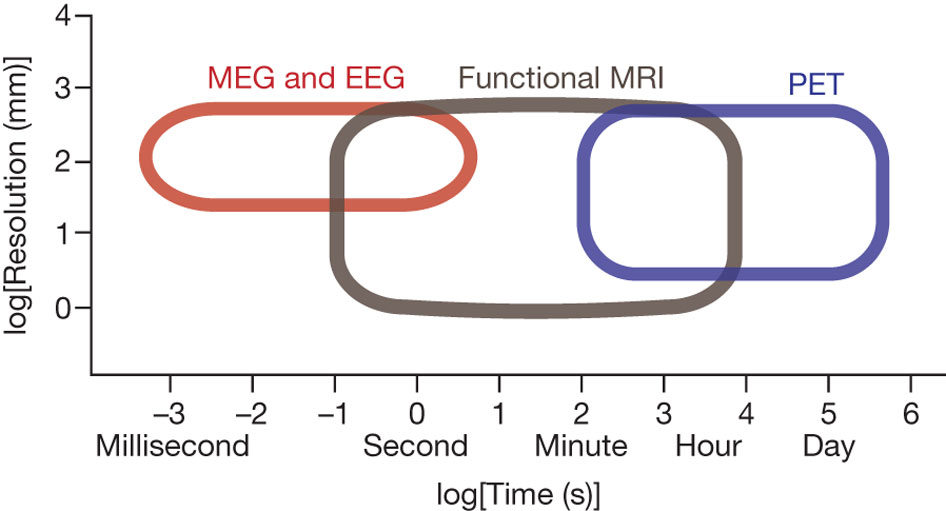 4
MEG and EEG
Functional MRI
PET
3
2
1
0
log[Resolution (mm)]
−3 −2 −1 0 1 2 3 4 5 6
Millisecond Second Minute Hour Day
log[Time (s)]